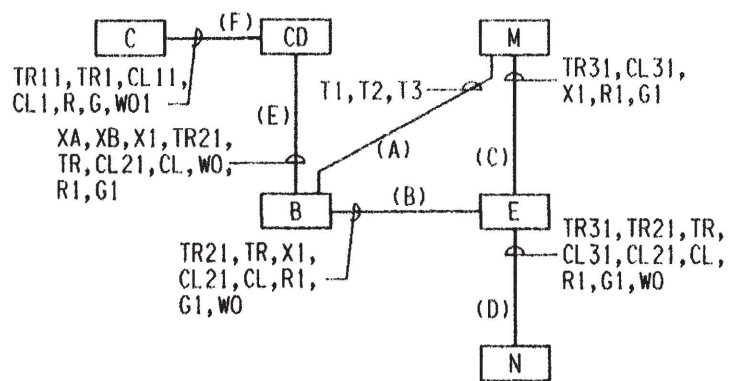 C
(F)
CD
M
TR11,TR1,CL11,
CL1,R,G,WO1
T1,T2,T3
TR31,CL31,
X1,R1,G1
(E)
XA,XB,X1,TR21,
TR,CL21,CL,WO,
R1,G1
(A)
(C)
B
(B)
E
TR21,TR,X1,
CL21,CL,R1,
G1,WO
TR31,TR21,TR,
CL31,CL21,CL,
R1,G1,WO
(D)
N